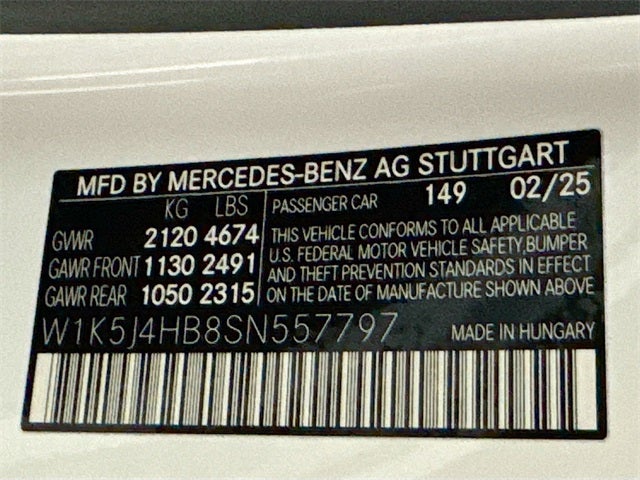 MFD BY MERCEDES-BENZ AG STUTTGART
KG LBS PASSENGER CAR 149 02/25
GVWR 2120 4674
GAWR FRONT 1130 2491
GAWR REAR 1050 2315
THIS VEHICLE CONFORMS TO ALL APPLICABLE
U.S. FEDERAL MOTOR VEHICLE SAFETY,BUMPER
AND THEFT PREVENTION STANDARDS IN EFFECT
ON THE DATE OF MANUFACTURE SHOWN ABOVE
W1K5J4HB8SN557797 MADE IN HUNGARY